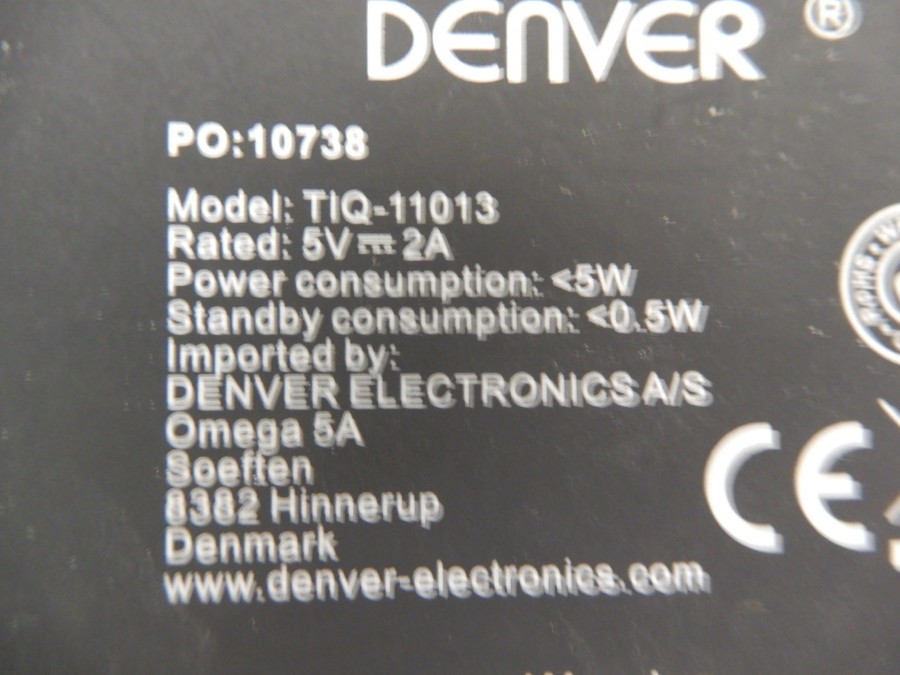 DENVER®
PO:10738
Model: TIQ-11013
Rated: 5V⎓2A
Power consumption: <5W
Standby consumption: <0.5W
Imported by:
DENVER ELECTRONICS A/S
Omega 5A
Soeften
8382 Hinnerup
Denmark
www.denver-electronics.com
RoHS
CE